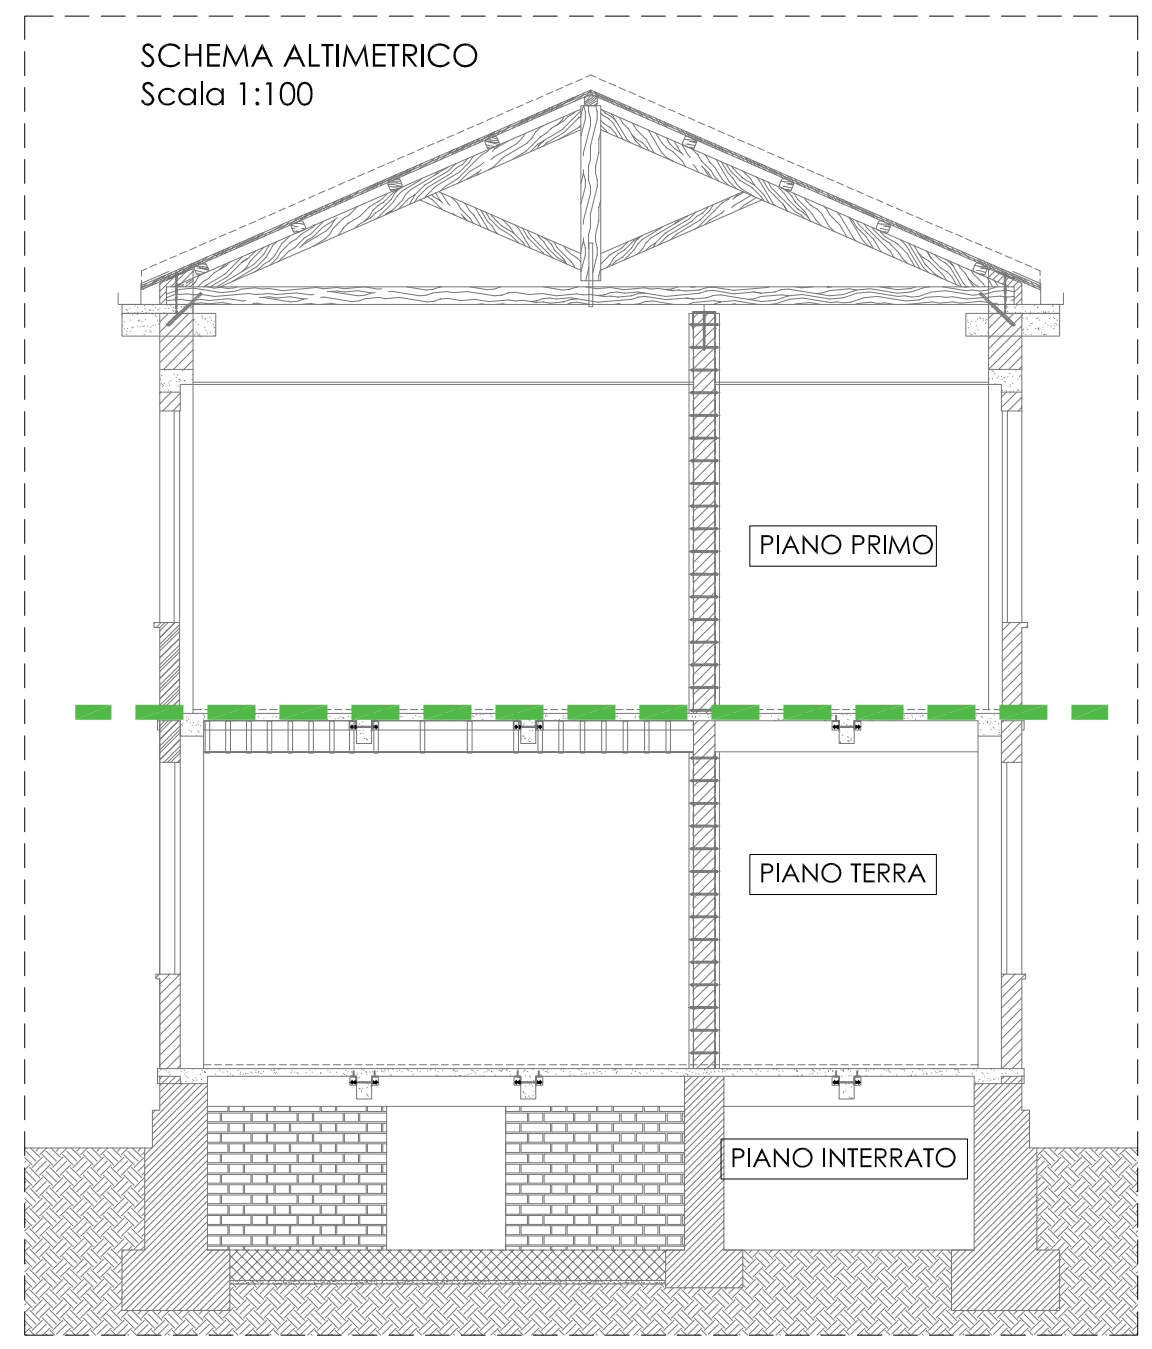 SCHEMA ALTIMETRICO
Scala 1:100
PIANO PRIMO
PIANO TERRA
PIANO INTERRATO